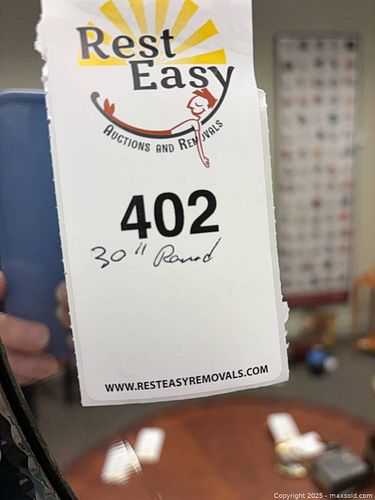 Rest
Easy
AUCTIONS AND REMOVALS
402
30" Round
WWW.RESTEASYREMOVALS.COM
Copyright 2025 - maxsold.com